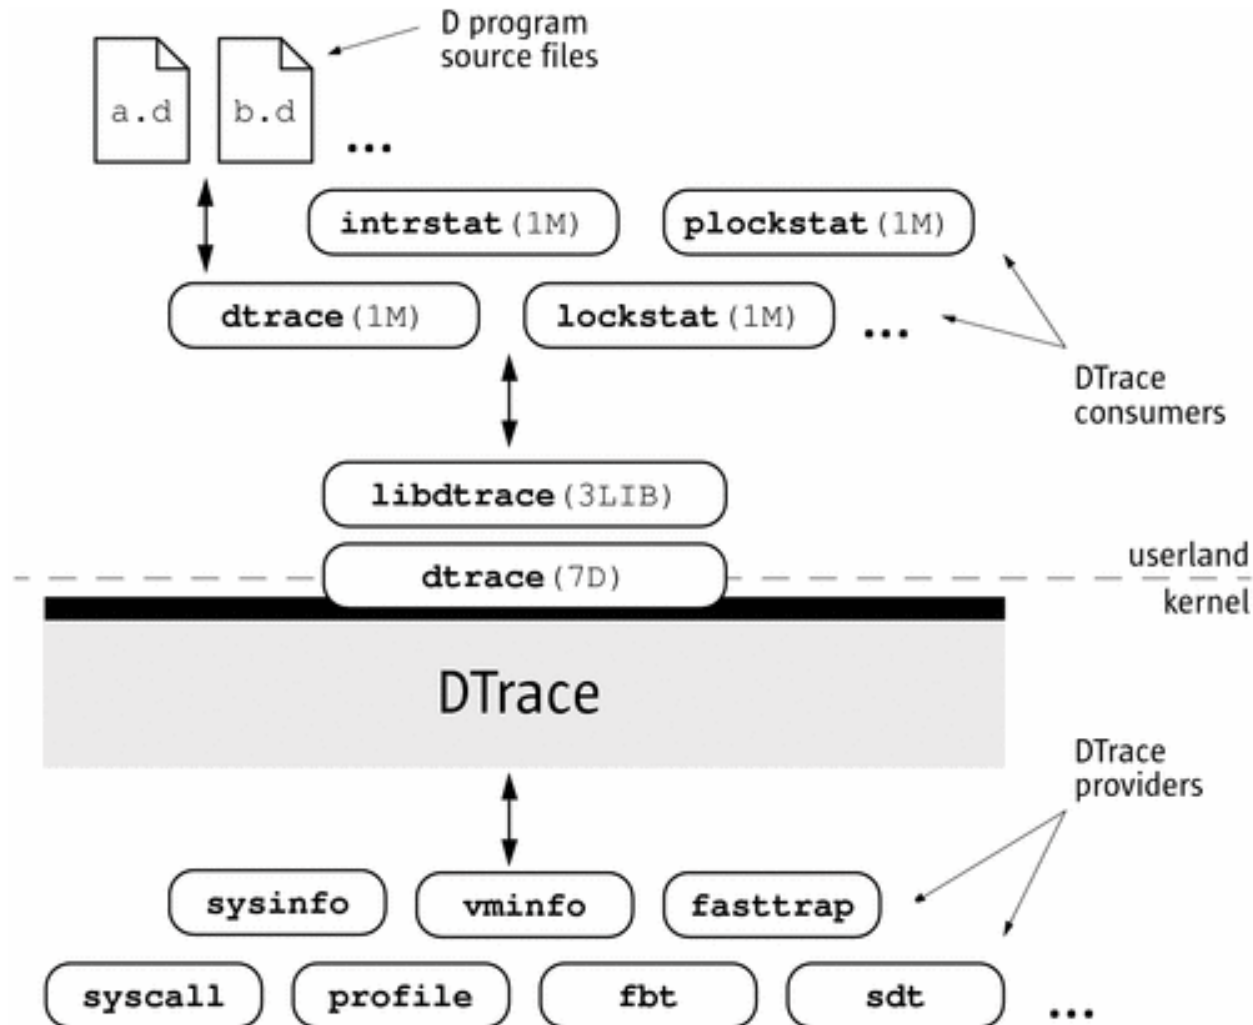 D program
source files
a.d
b.d
...
intrstat(1M)
plockstat(1M)
dtrace(1M)
lockstat(1M)
...
DTrace
consumers
libdtrace(3LIB)
userland
dtrace(7D)
kernel
DTrace
DTrace
providers
sysinfo
vminfo
fasttrap
syscall
profile
fbt
sdt
...